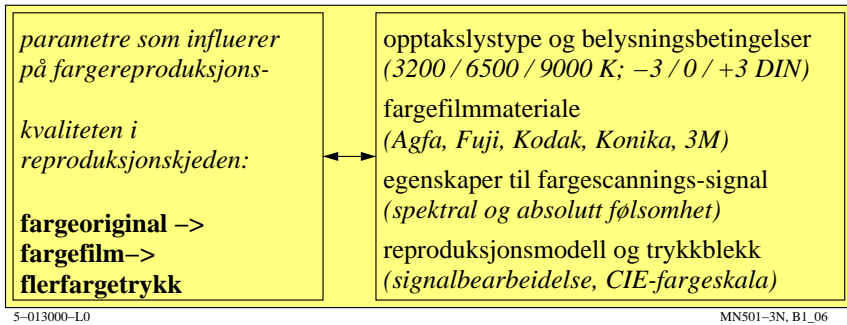 parametre som influerer
på fargereproduksjons-
kvaliteten i
reproduksjonskjeden:
fargeoriginal −>
fargefilm−>
flerfargetrykk
opptakslystype og belysningsbetingelser
(3200 / 6500 / 9000 K; −3 / 0 / +3 DIN)
fargefilmmateriale
(Agfa, Fuji, Kodak, Konika, 3M)
egenskaper til fargescannings-signal
(spektral og absolutt følsomhet)
reproduksjonsmodell og trykkblekk
(signalbearbeidelse, CIE-fargeskala)
5−013000−L0
MN501−3N, B1_06